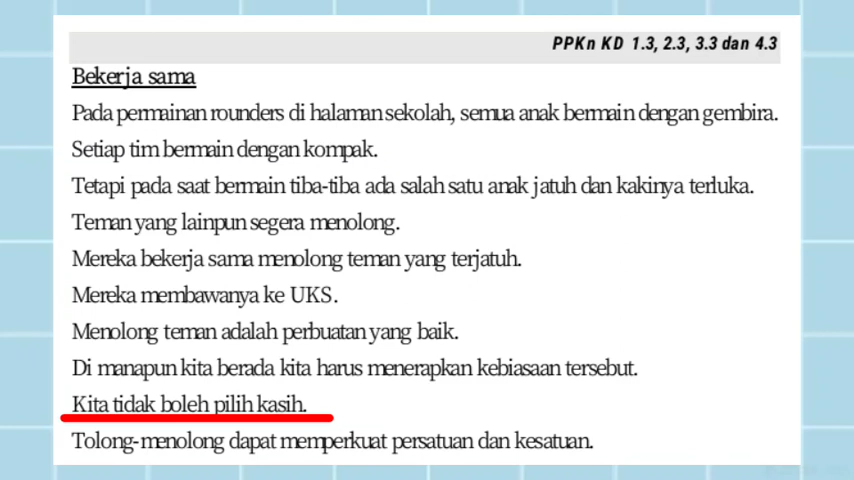 PPKn KD 1.3, 2.3, 3.3 dan 4.3
Bekerja sama
Pada permainan rounders di halaman sekolah, semua anak bermain dengan gembira.
Setiap tim bermain dengan kompak.
Tetapi pada saat bermain tiba-tiba ada salah satu anak jatuh dan kakinya terluka.
Teman yang lainpun segera menolong.
Mereka bekerja sama menolong teman yang terjatuh.
Mereka membawanya ke UKS.
Menolong teman adalah perbuatan yang baik.
Di manapun kita berada kita harus menerapkan kebiasaan tersebut.
Kita tidak boleh pilih kasih.
Tolong-menolong dapat memperkuat persatuan dan kesatuan.